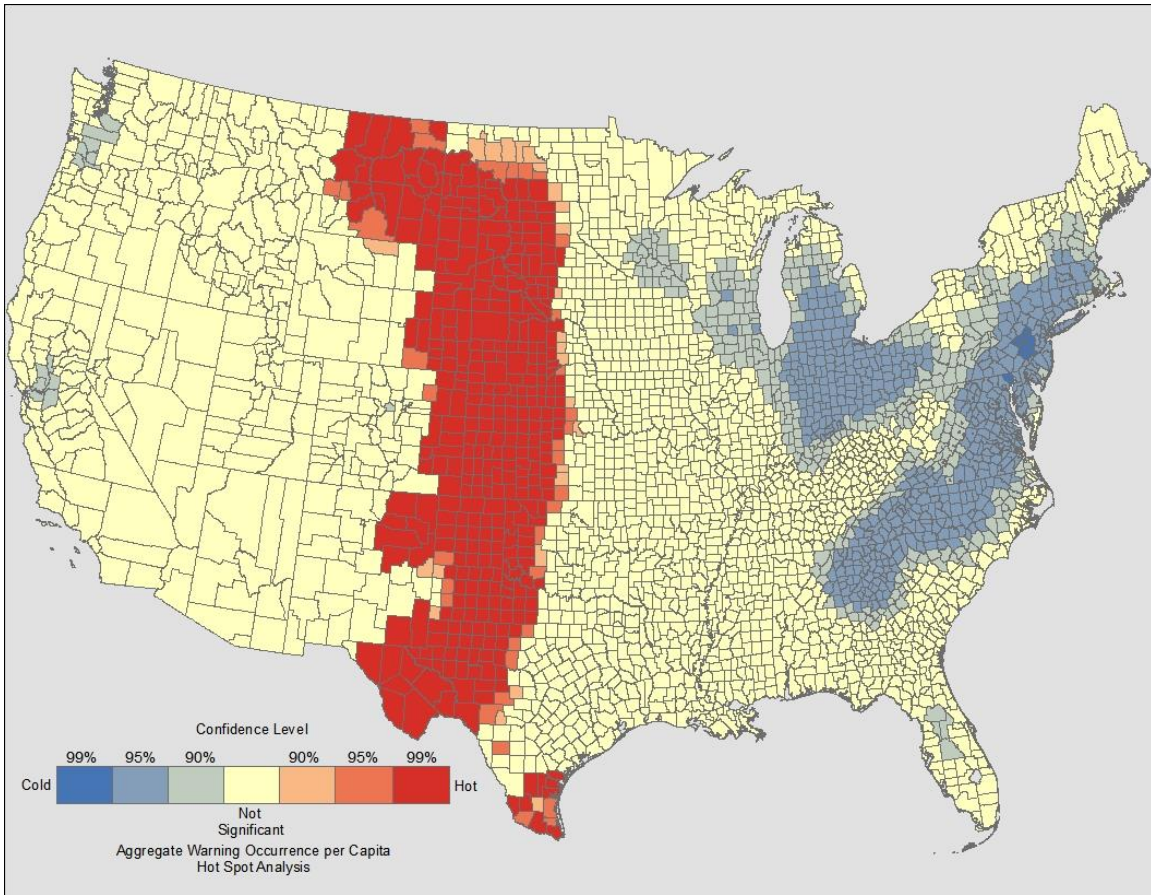 Confidence Level
99% 95% 90% 90% 95% 99%
Cold Hot
Not
Significant
Aggregate Warning Occurrence per Capita
Hot Spot Analysis